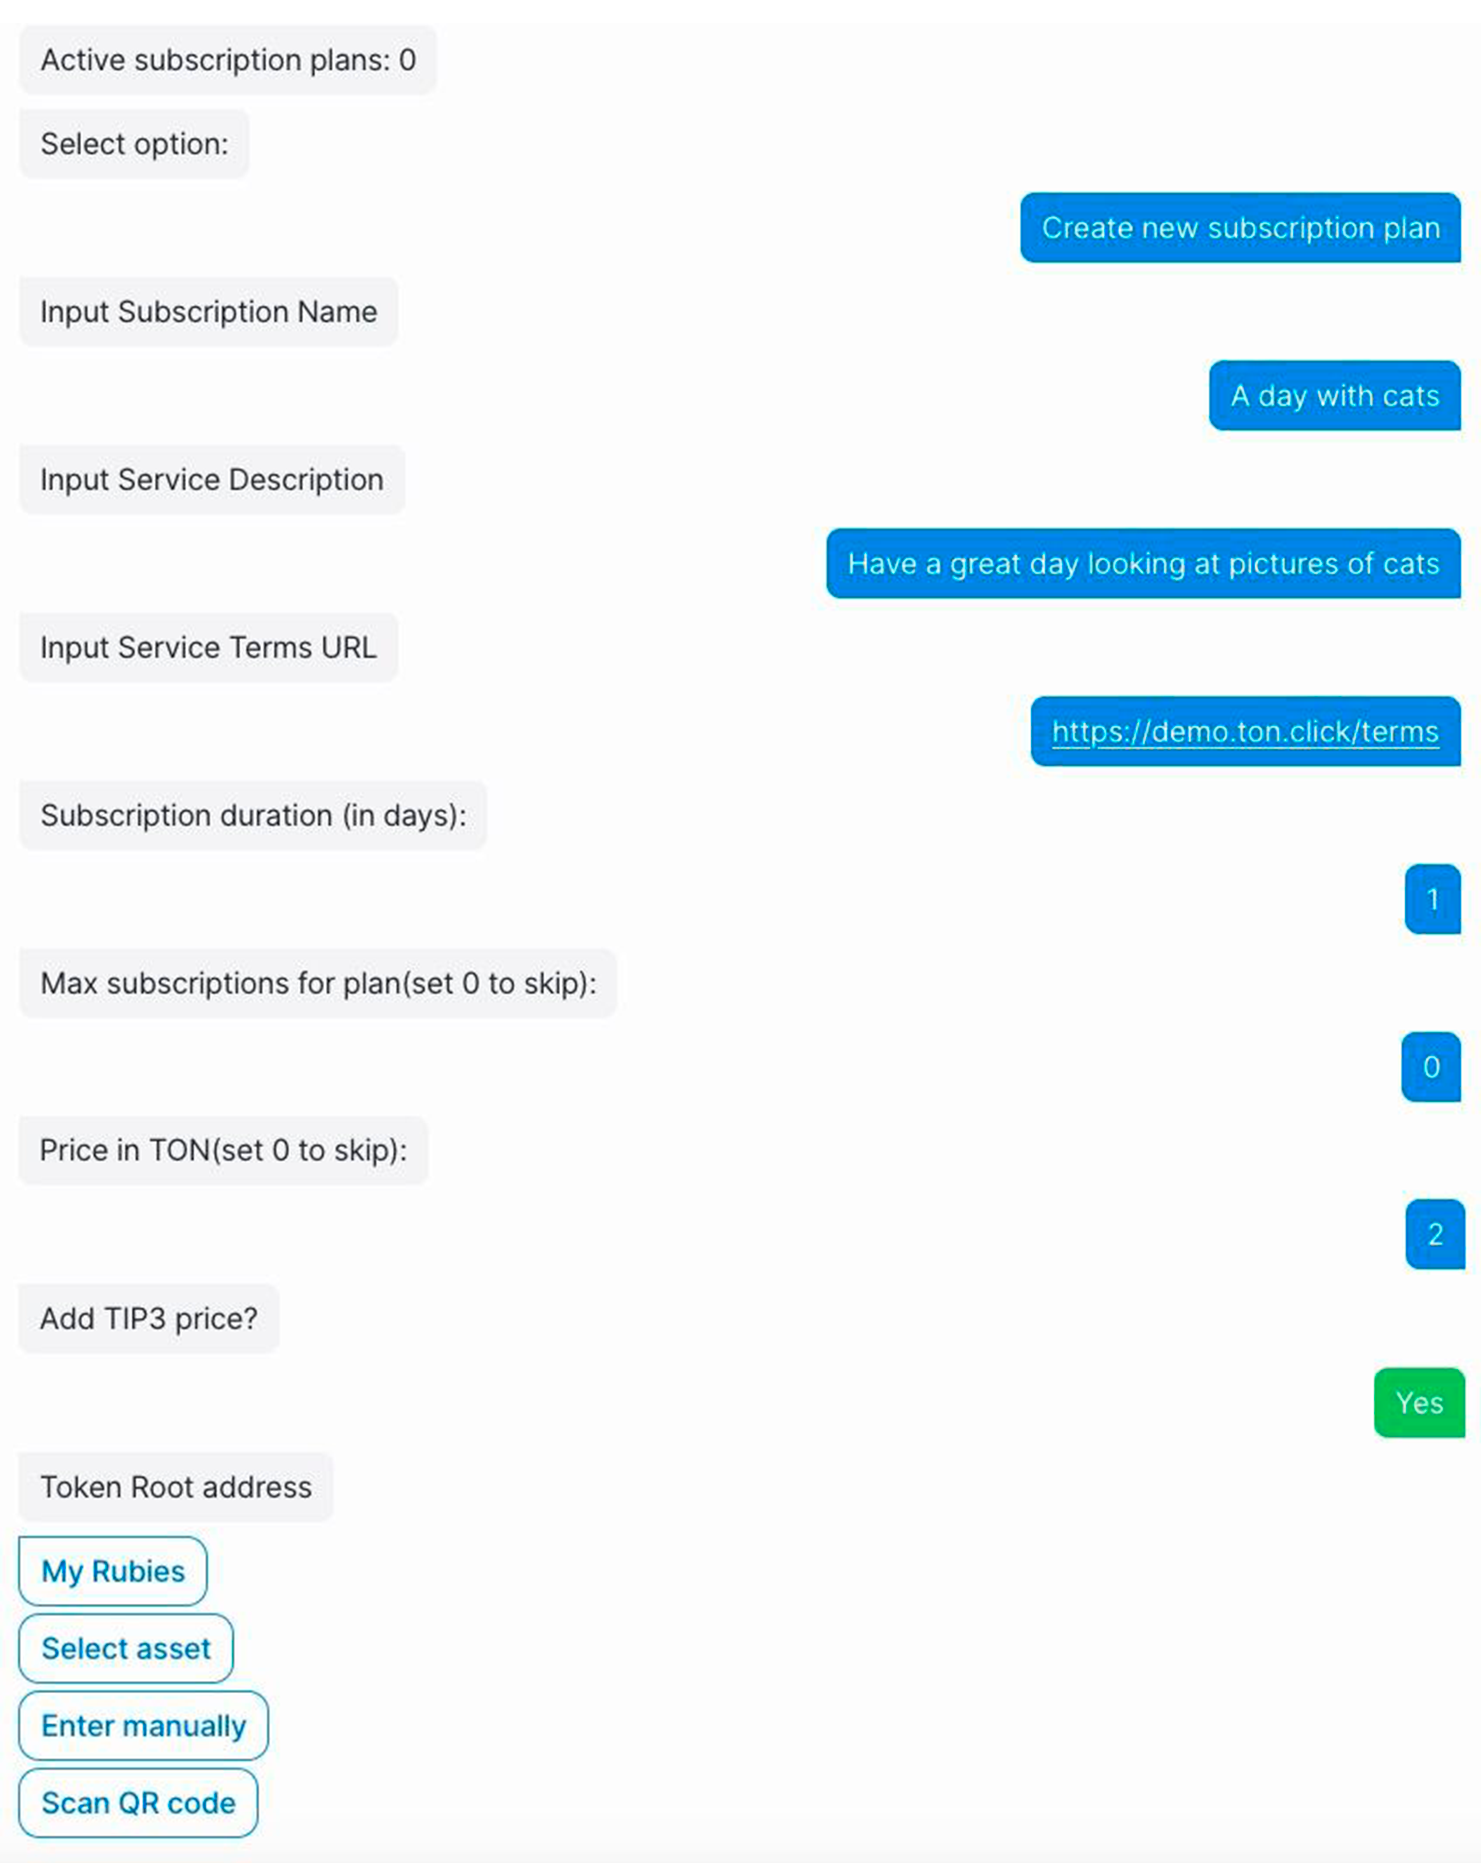 Active subscription plans: 0
Select option:
Create new subscription plan
Input Subscription Name
A day with cats
Input Service Description
Have a great day looking at pictures of cats
Input Service Terms URL
https://demo.ton.click/terms
Subscription duration (in days):
1
Max subscriptions for plan(set 0 to skip):
0
Price in TON(set 0 to skip):
2
Add TIP3 price?
Yes
Token Root address
My Rubies
Select asset
Enter manually
Scan QR code